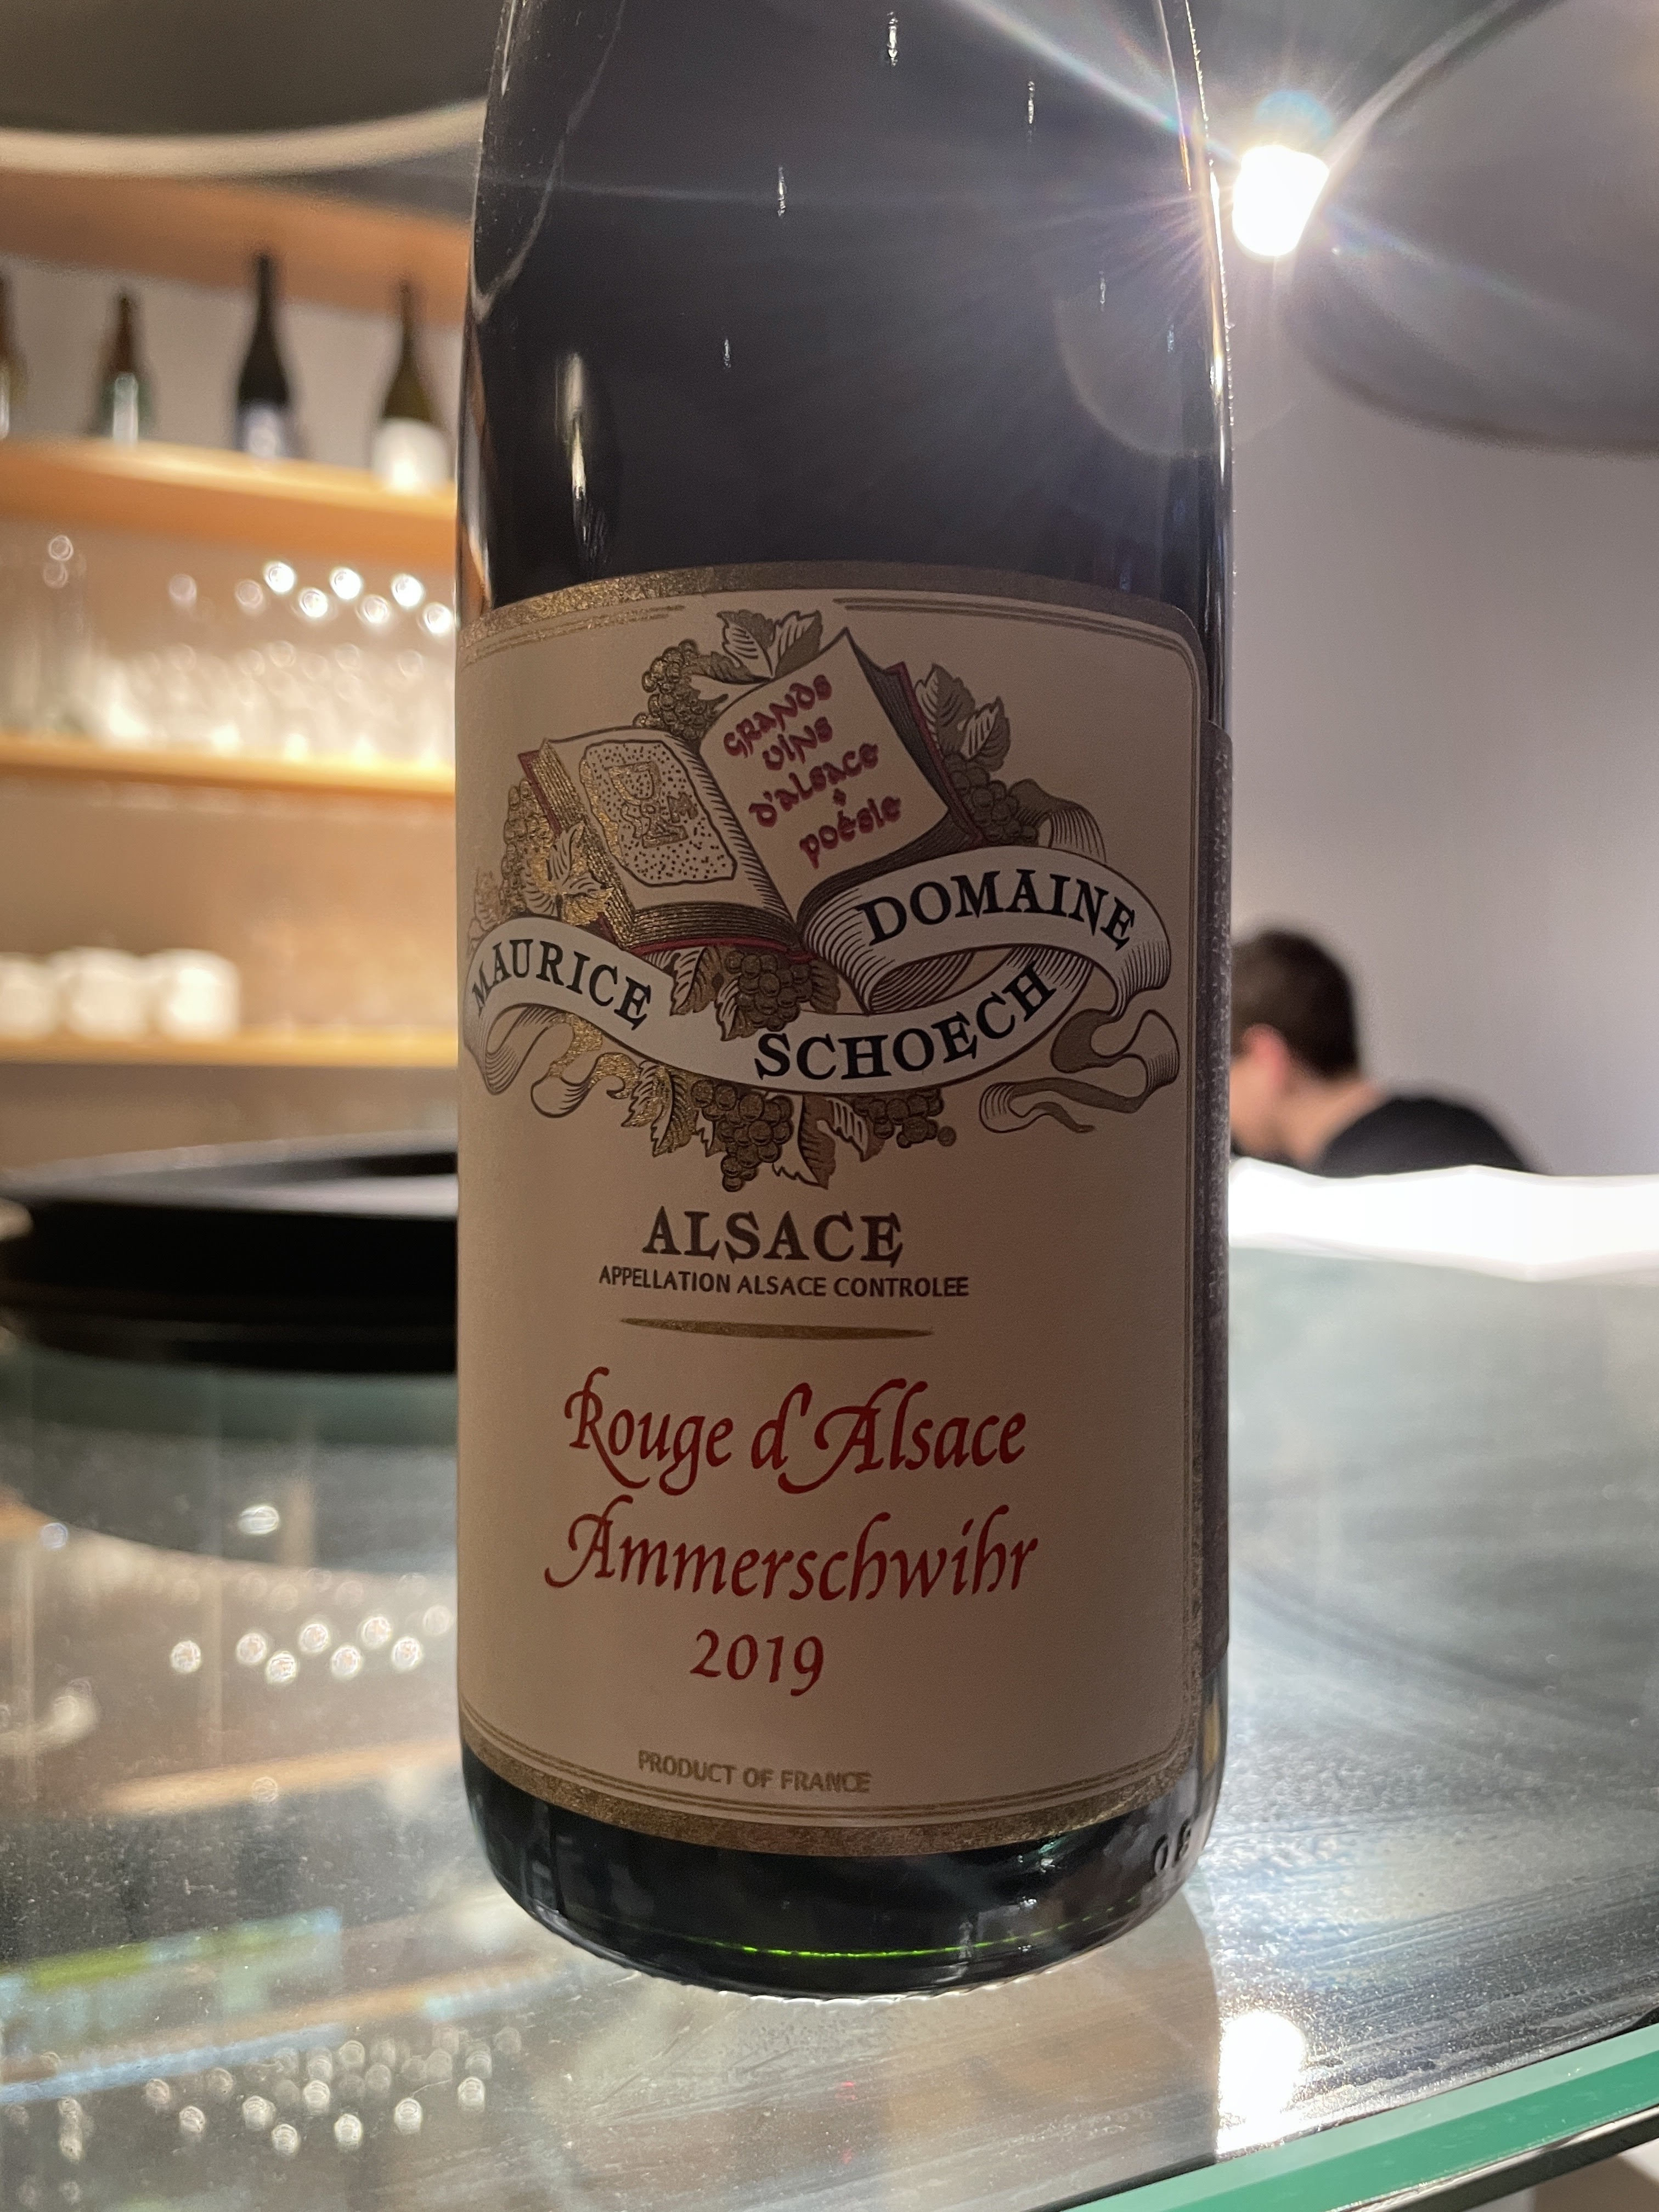 GRANDS
VINS
D'ALSACE
&
POÉSIE
DOMAINE
MAURICE
SCHOECH
ALSACE
APPELLATION ALSACE CONTROLEE
Rouge d'Alsace
Ammerschwihr
2019
PRODUCT OF FRANCE